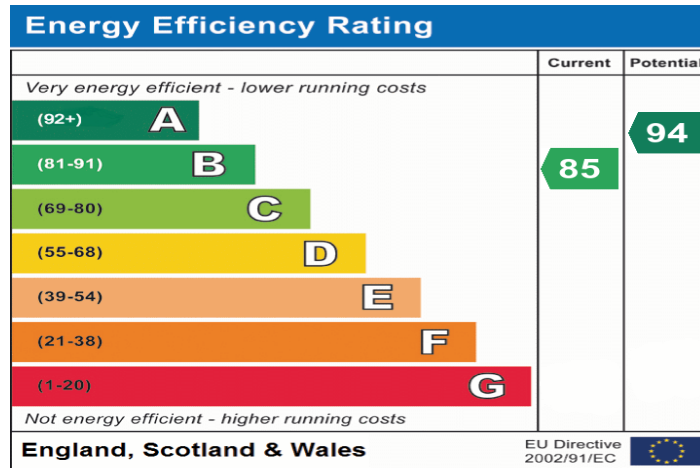 Energy Efficiency Rating
Current Potential
Very energy efficient - lower running costs
(92+) A
94
(81-91) B
85
(69-80) C
(55-68) D
(39-54) E
(21-38) F
(1-20) G
Not energy efficient - higher running costs
England, Scotland & Wales
EU Directive
2002/91/EC